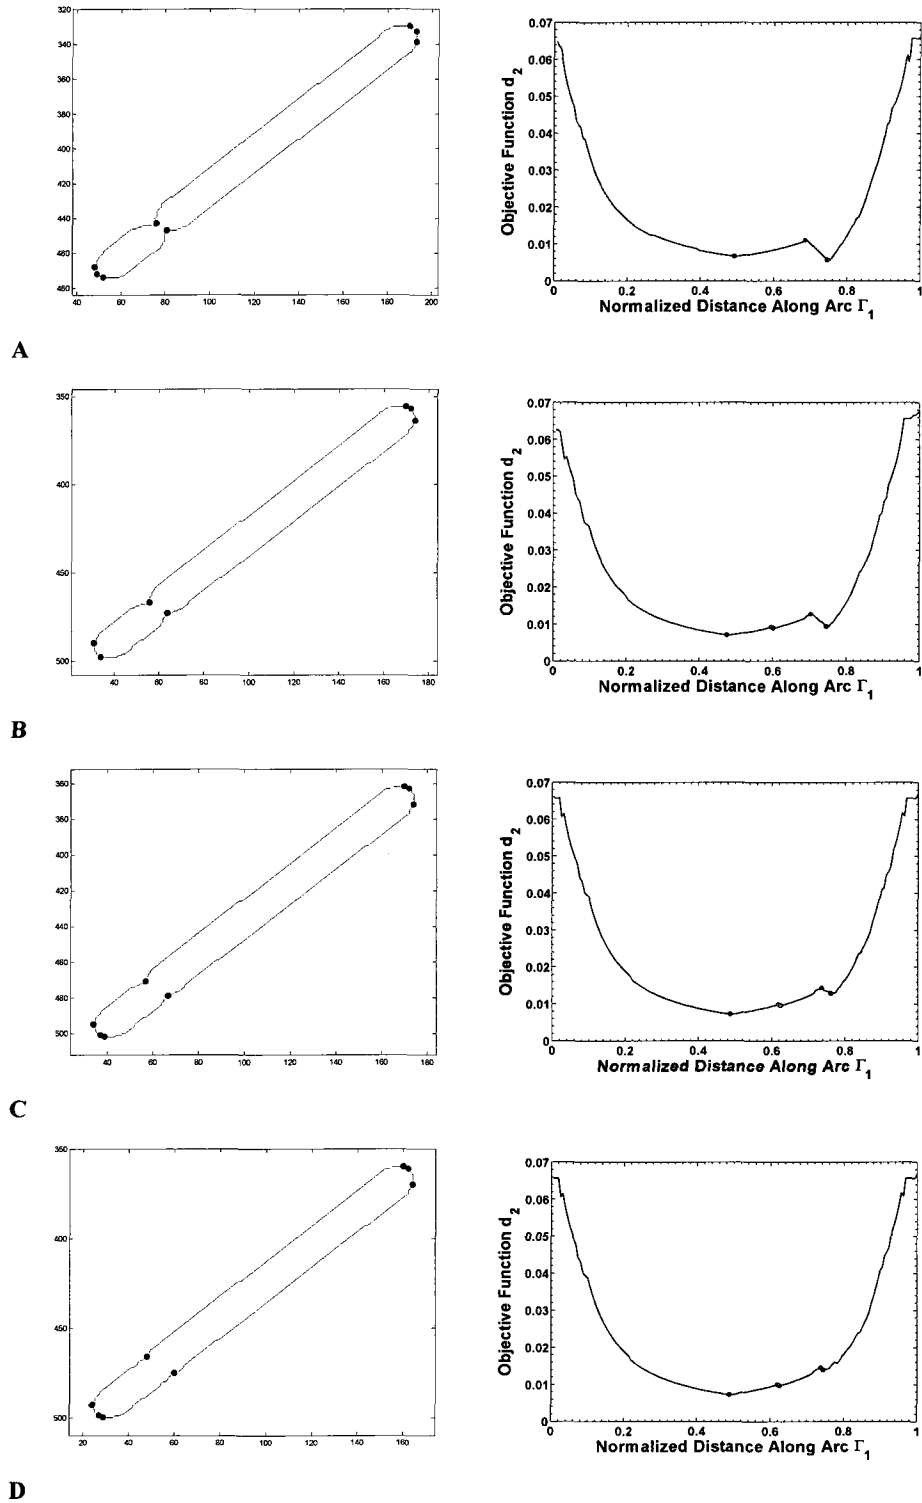 320
340
360
380
400
420
440
460
480
40 60 80 100 120 140 160 180 200
Objective Function d2
0.07
0.06
0.05
0.04
0.03
0.02
0.01
0
0 0.2 0.4 0.6 0.8 1
Normalized Distance Along Arc Γ1
A
350
400
450
500
40 60 80 100 120 140 160 180
Objective Function d2
0.07
0.06
0.05
0.04
0.03
0.02
0.01
0
0 0.2 0.4 0.6 0.8 1
Normalized Distance Along Arc Γ1
B
360
380
400
420
440
460
480
500
40 60 80 100 120 140 160 180
Objective Function d2
0.07
0.06
0.05
0.04
0.03
0.02
0.01
0
0 0.2 0.4 0.6 0.8 1
Normalized Distance Along Arc Γ1
C
350
400
450
500
20 40 60 80 100 120 140 160
Objective Function d2
0.07
0.06
0.05
0.04
0.03
0.02
0.01
0
0 0.2 0.4 0.6 0.8 1
Normalized Distance Along Arc Γ1
D